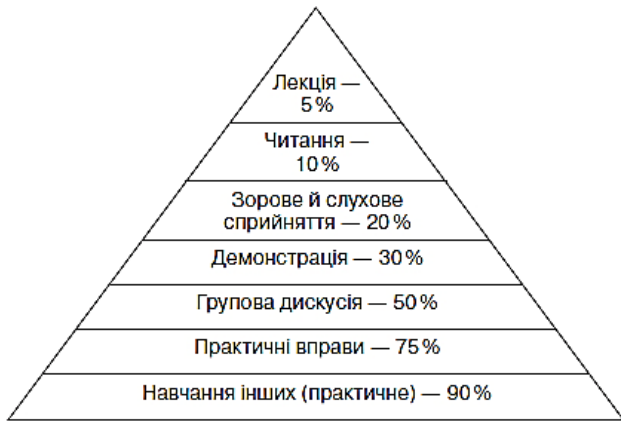 Лекція —
5%
Читання —
10%
Зорове й слухове
сприйняття — 20%
Демонстрація — 30%
Групова дискусія — 50%
Практичні вправи — 75%
Навчання інших (практичне) — 90%